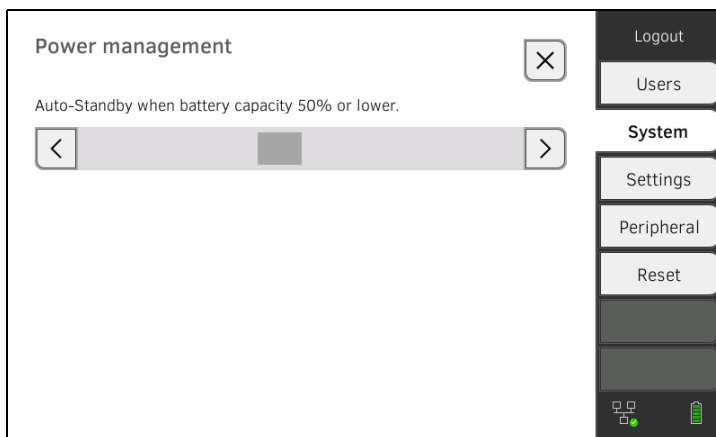 Power management
Auto-Standby when battery capacity 50% or lower.
Logout
Users
System
Settings
Peripheral
Reset